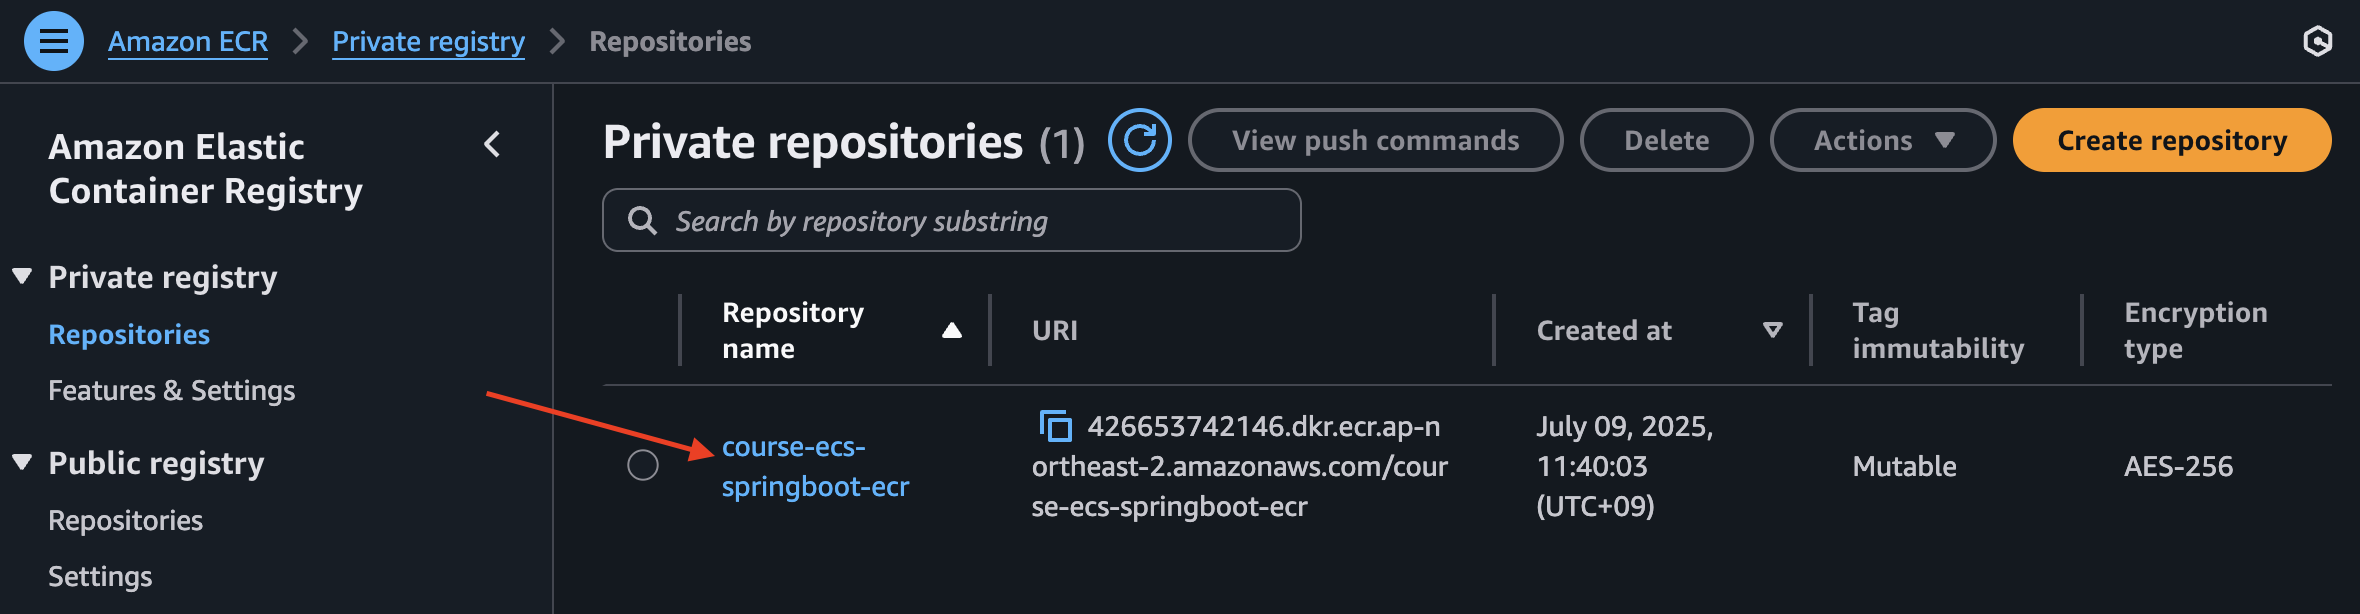 Amazon ECR > Private registry > Repositories
Amazon Elastic
Container Registry
Private registry
Repositories
Features & Settings
Public registry
Repositories
Settings
Private repositories (1)
View push commands
Delete
Actions
Create repository
Search by repository substring
Repository
name
URI
Created at
Tag
immutability
Encryption
type
course-ecs-
springboot-ecr
426653742146.dkr.ecr.ap-n
ortheast-2.amazonaws.com/cour
se-ecs-springboot-ecr
July 09, 2025,
11:40:03
(UTC+09)
Mutable
AES-256